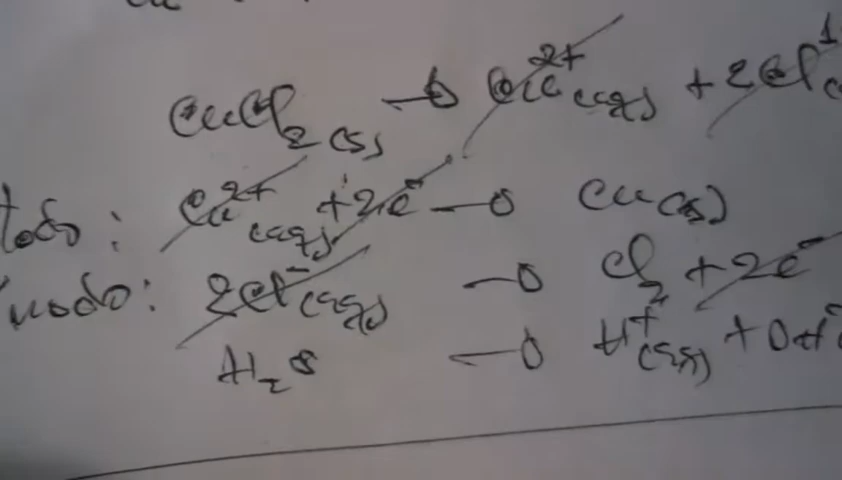 CuCl₂(s) → Cu²⁺(aq) + 2Cl
todo: Cu²⁺(aq) + 2e⁻ → Cu(s)
nodo: 2Cl⁻(aq) → Cl₂ + 2e⁻
H₂O → H⁺(aq) + OH⁻